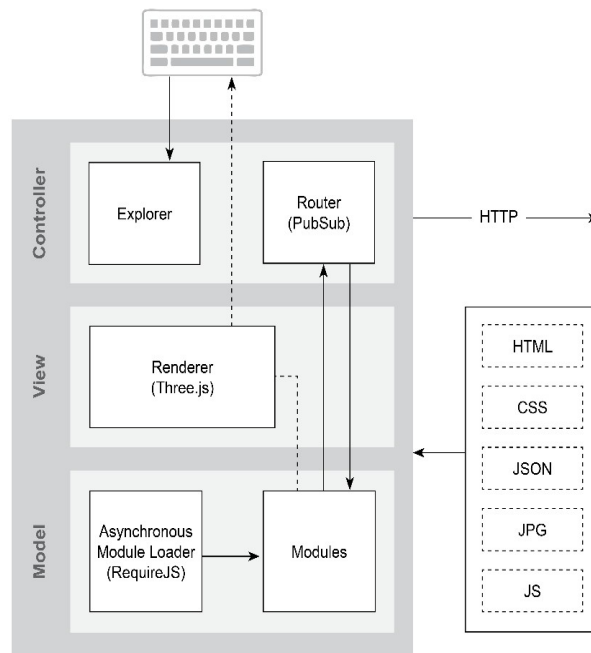 Controller
Explorer
Router
(PubSub)
HTTP
View
Renderer
(Three.js)
Model
Asynchronous
Module Loader
(RequireJS)
Modules
HTML
CSS
JSON
JPG
JS